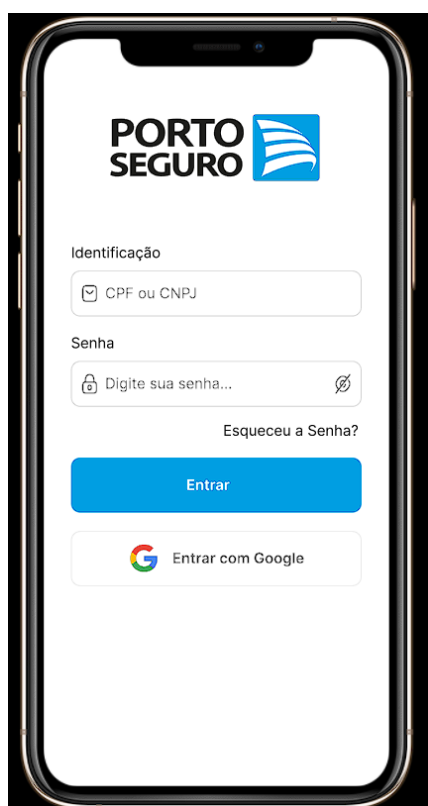 PORTO
SEGURO
Identificação
CPF ou CNPJ
Senha
Digite sua senha...
Esqueceu a Senha?
Entrar
Entrar com Google